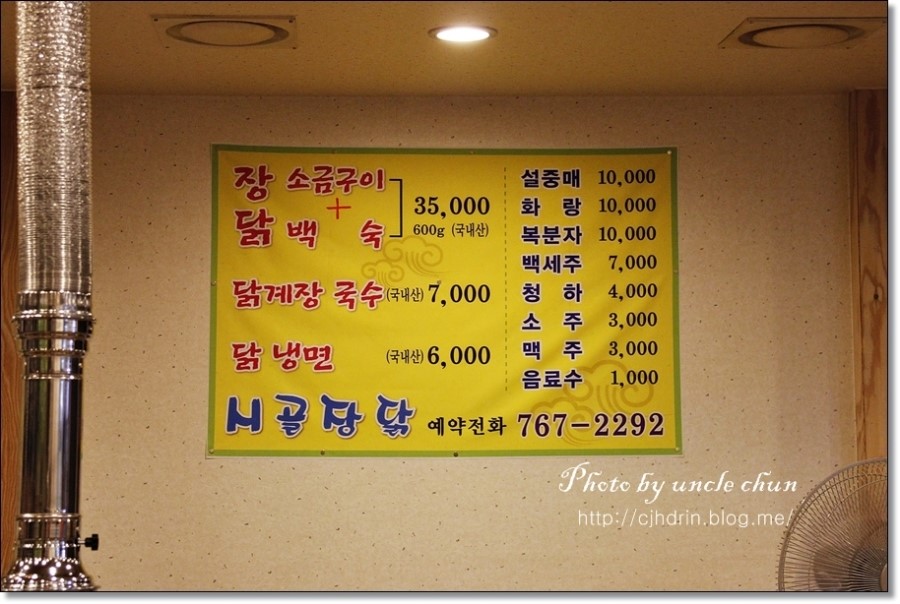 장 소금구이
+
닭 백 숙
35,000
600g (국내산)
닭계장 국수 (국내산) 7,000
닭 냉면 (국내산) 6,000
설중매 10,000
화 랑 10,000
복분자 10,000
백세주 7,000
청 하 4,000
소 주 3,000
맥 주 3,000
음료수 1,000
시골장닭 예약전화 767-2292
Photo by uncle chun
http://cjhdrin.blog.me/